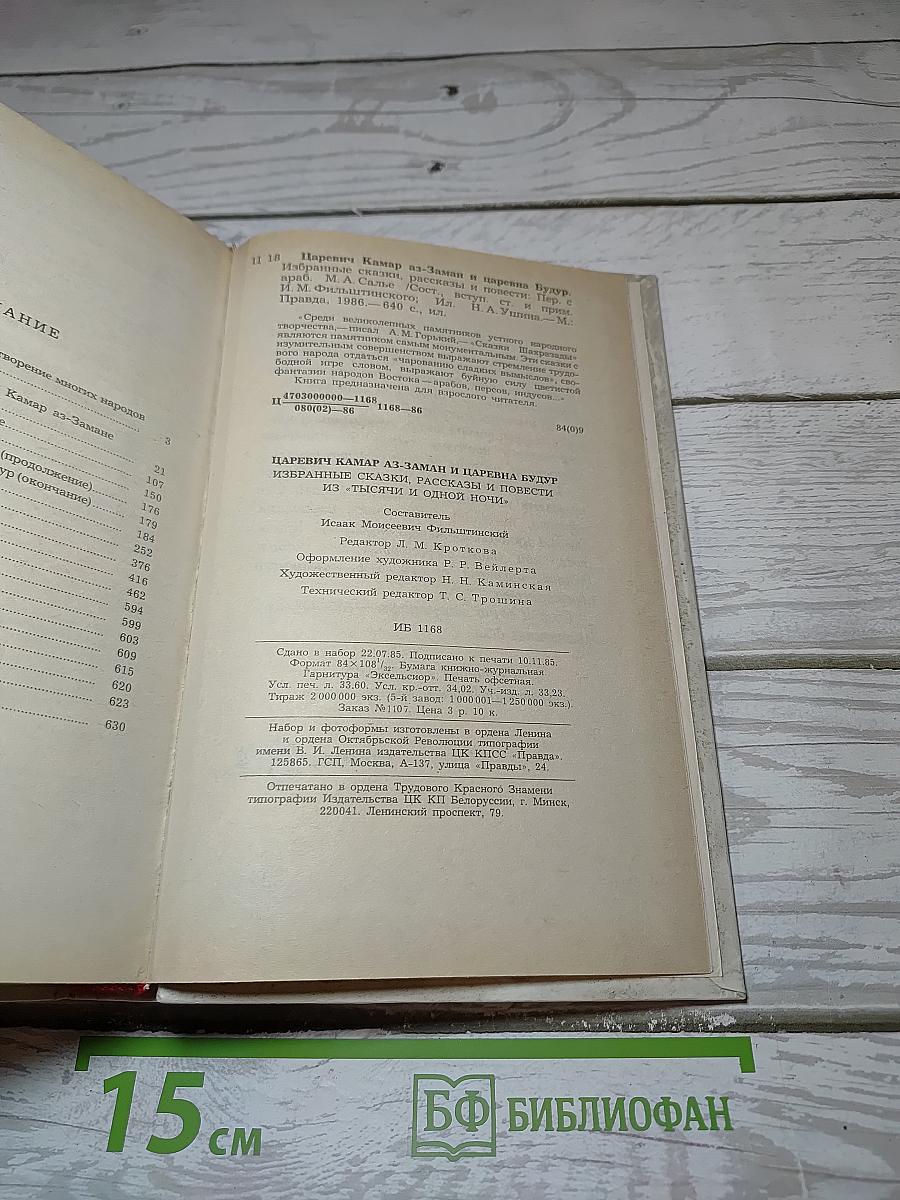 НАНИЕ
творение многих народов
3
Камар аз-Замане
21
107
(продолжение)
150
ур (окончание)
176
179
184
252
376
416
462
594
599
603
609
615
620
623
630
Ц 18 Царевич Камар аз-Заман и царевна Будур.
Избранные сказки, рассказы и повести: Пер. с
араб. М. А. Салье /Сост., вступ. ст. и прим.
И. М. Фильштинского; Ил. Н. А. Ушина.— М.:
Правда, 1986.— 640 с., ил.
«Среди великолепных памятников устного народного
творчества,— писал А. М. Горький,— «Сказки Шахразады»
являются памятником самым монументальным. Эти сказки с
изумительным совершенством выражают стремление трудо-
вого народа отдаться «чарованию сладких вымыслов», сво-
бодной игре словом, выражают буйную силу цветистой
фантазии народов Востока — арабов, персов, индусов...»
Книга предназначена для взрослого читателя.
Ц 4703000000—1168
080(02)—86 1168—86
84(0)9
ЦАРЕВИЧ КАМАР АЗ-ЗАМАН И ЦАРЕВНА БУДУР
ИЗБРАННЫЕ СКАЗКИ, РАССКАЗЫ И ПОВЕСТИ
ИЗ «ТЫСЯЧИ И ОДНОЙ НОЧИ»
Составитель
Исаак Моисеевич Фильштинский
Редактор Л. М. Кроткова
Оформление художника Р. Р. Вейлерта
Художественный редактор Н. Н. Каминская
Технический редактор Т. С. Трошина
ИБ 1168
Сдано в набор 22.07.85. Подписано к печати 10.11.85.
Формат 84×108¹/₃₂. Бумага книжно-журнальная.
Гарнитура «Эксельсиор». Печать офсетная.
Усл. печ. л. 33,60. Усл. кр.-отт. 34,02. Уч.-изд. л. 33,23.
Тираж 2 000 000 экз. (5-й завод: 1 000 001—1 250 000 экз.).
Заказ № 1107. Цена 3 р. 10 к.
Набор и фотоформы изготовлены в ордена Ленина
и ордена Октябрьской Революции типографии
имени В. И. Ленина издательства ЦК КПСС «Правда».
125865. ГСП, Москва, А-137, улица «Правды», 24.
Отпечатано в ордена Трудового Красного Знамени
типографии Издательства ЦК КП Белоруссии, г. Минск,
220041. Ленинский проспект, 79.
15 см
БФ БИБЛИОФАН